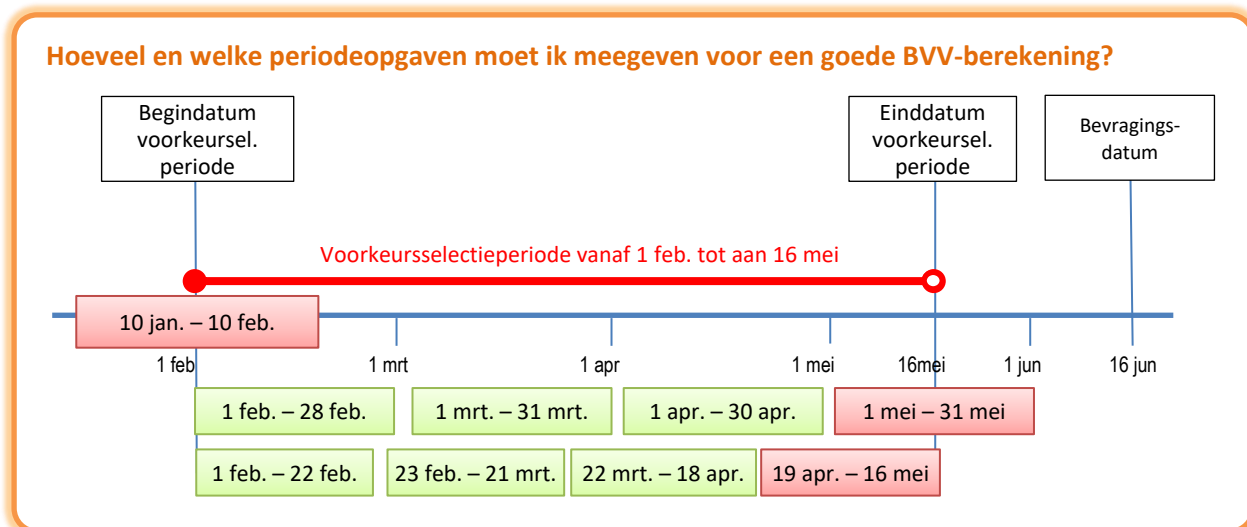 Hoeveel en welke periodeopgaven moet ik meegeven voor een goede BVV-berekening?
Begindatum
voorkeursel.
periode
Einddatum
voorkeursel.
periode
Bevragings-
datum
Voorkeursselectieperiode vanaf 1 feb. tot aan 16 mei
10 jan. – 10 feb.
1 feb
1 mrt
1 apr
1 mei
16mei
1 jun
16 jun
1 feb. – 28 feb.
1 mrt. – 31 mrt.
1 apr. – 30 apr.
1 mei – 31 mei
1 feb. – 22 feb.
23 feb. – 21 mrt.
22 mrt. – 18 apr.
19 apr. – 16 mei